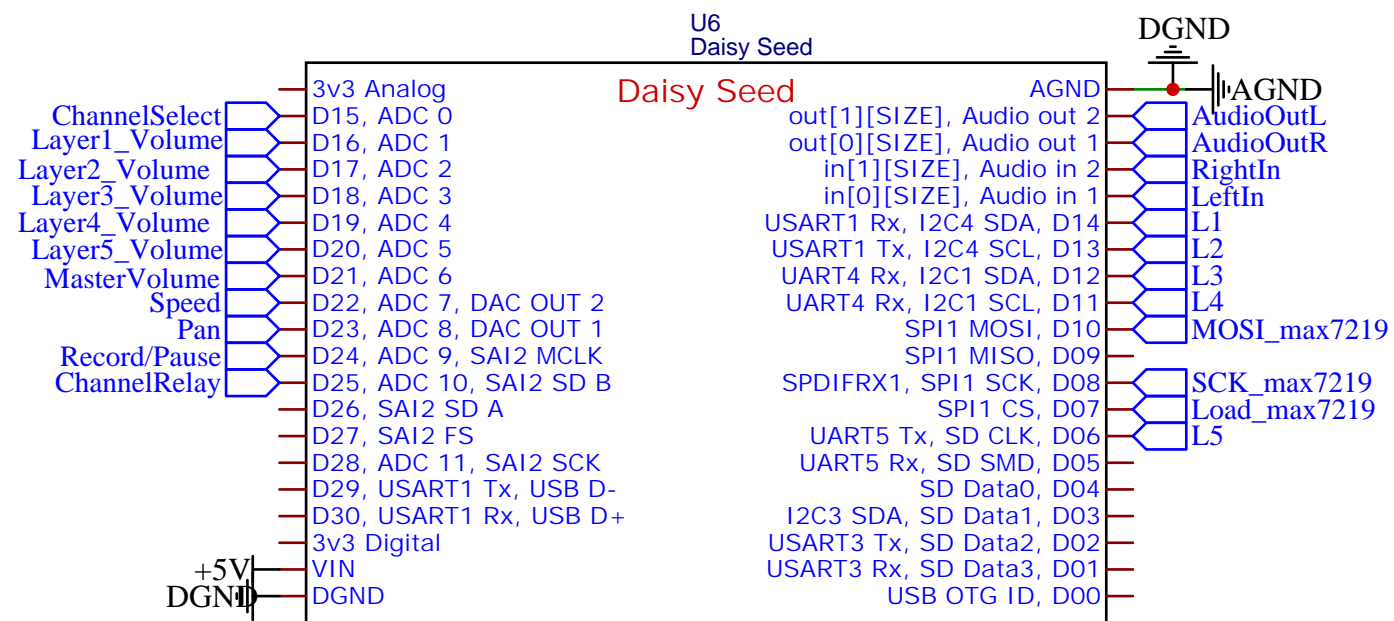 U6
Daisy Seed
DGND
Daisy Seed
3v3 Analog
AGND
AGND
ChannelSelect
D15, ADC 0
out[1][SIZE], Audio out 2
AudioOutL
Layer1_Volume
D16, ADC 1
out[0][SIZE], Audio out 1
AudioOutR
Layer2_Volume
D17, ADC 2
in[1][SIZE], Audio in 2
RightIn
Layer3_Volume
D18, ADC 3
in[0][SIZE], Audio in 1
LeftIn
Layer4_Volume
D19, ADC 4
USART1 Rx, I2C4 SDA, D14
L1
Layer5_Volume
D20, ADC 5
USART1 Tx, I2C4 SCL, D13
L2
MasterVolume
D21, ADC 6
UART4 Rx, I2C1 SDA, D12
L3
Speed
D22, ADC 7, DAC OUT 2
UART4 Rx, I2C1 SCL, D11
L4
Pan
D23, ADC 8, DAC OUT 1
SPI1 MOSI, D10
MOSI_max7219
Record/Pause
D24, ADC 9, SAI2 MCLK
SPI1 MISO, D09
ChannelRelay
D25, ADC 10, SAI2 SD B
SPDIFRX1, SPI1 SCK, D08
SCK_max7219
D26, SAI2 SD A
SPI1 CS, D07
Load_max7219
D27, SAI2 FS
UART5 Tx, SD CLK, D06
L5
D28, ADC 11, SAI2 SCK
UART5 Rx, SD SMD, D05
D29, USART1 Tx, USB D-
SD Data0, D04
D30, USART1 Rx, USB D+
I2C3 SDA, SD Data1, D03
3v3 Digital
USART3 Tx, SD Data2, D02
+5V
VIN
USART3 Rx, SD Data3, D01
DGND
DGND
USB OTG ID, D00